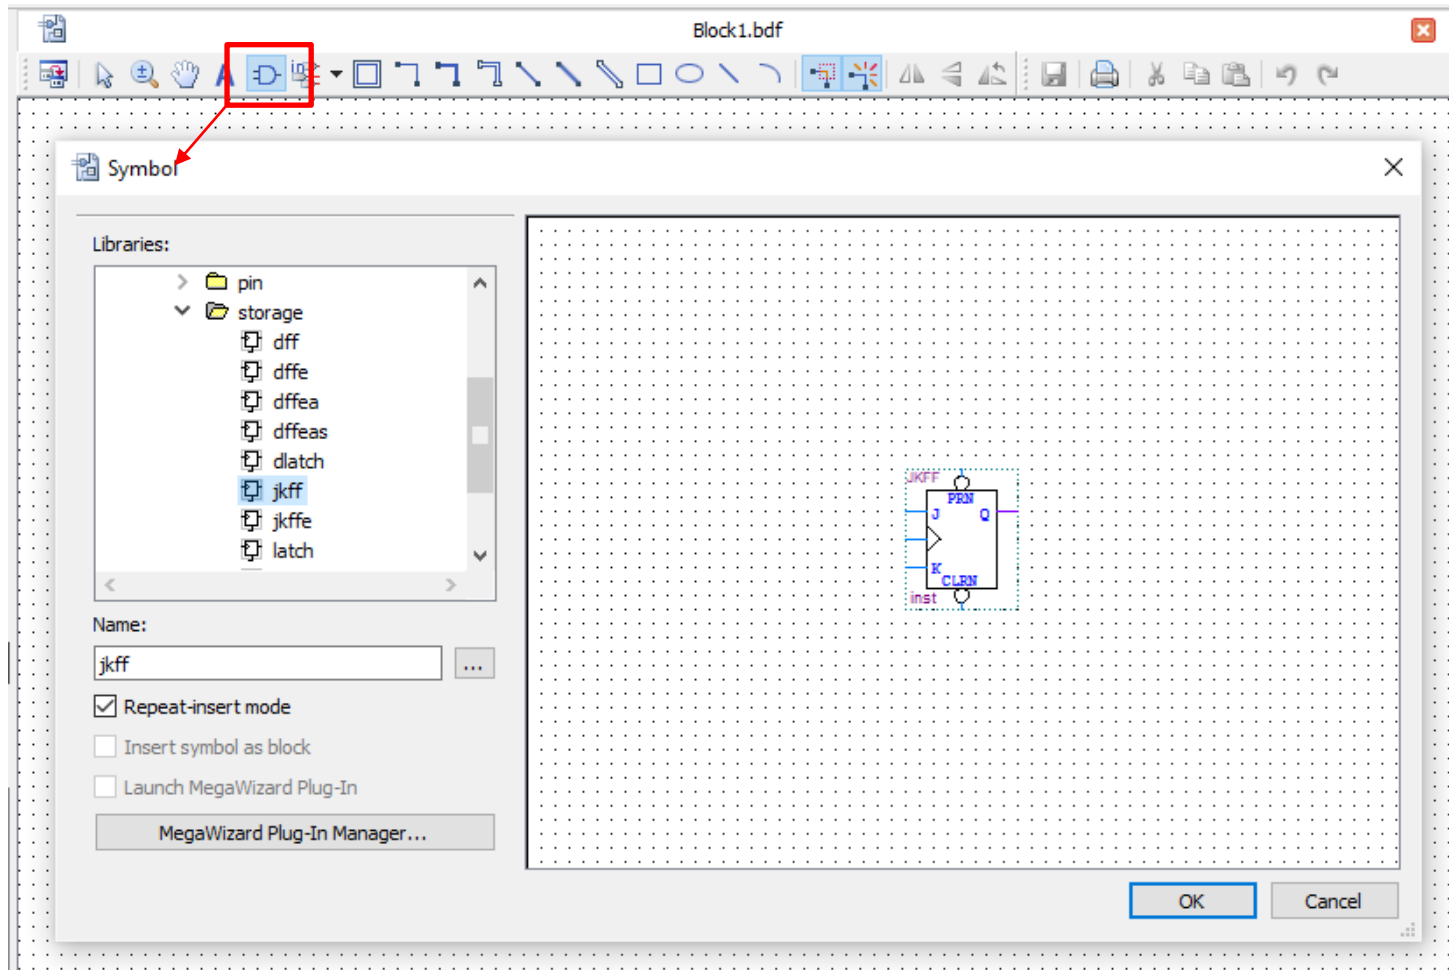 Block1.bdf
A
Symbol
Libraries:
pin
storage
dff
dffe
dffea
dffeas
dlatch
jkff
jkffe
latch
JKFF
PRN
J Q
K
CLRN
inst
Name:
jkff
...
Repeat-insert mode
Insert symbol as block
Launch MegaWizard Plug-In
MegaWizard Plug-In Manager...
OK Cancel